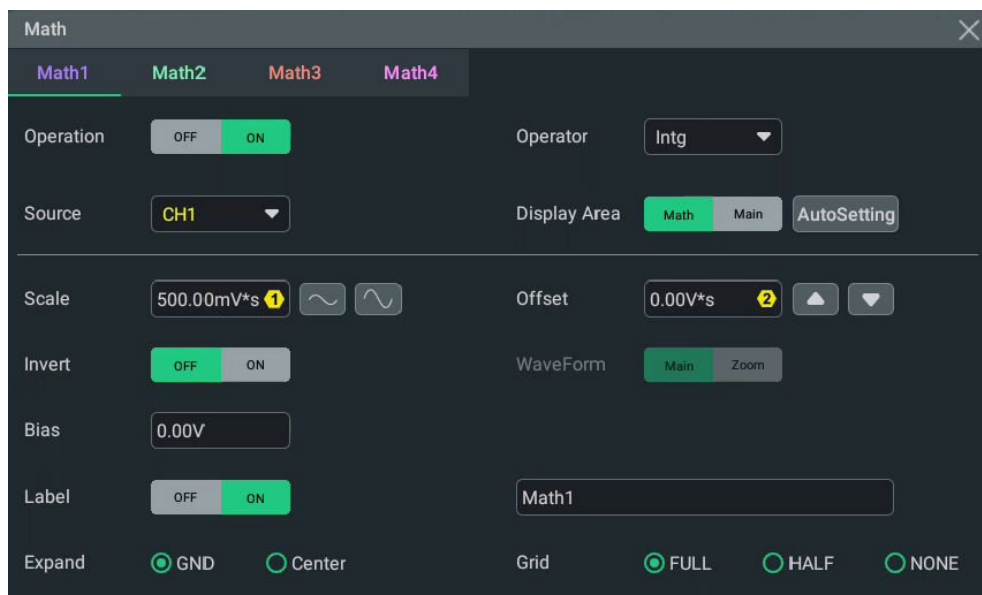 Math
Math1 Math2 Math3 Math4
Operation OFF ON Operator Intg
Source CH1 Display Area Math Main AutoSetting
Scale 500.00mV*s 1 Offset 0.00V*s 2
Invert OFF ON WaveForm Main Zoom
Bias 0.00V
Label OFF ON Math1
Expand GND Center Grid FULL HALF NONE